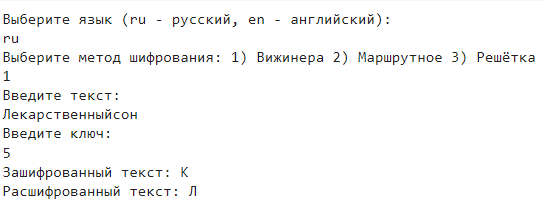 Выберите язык (ru - русский, en - английский):
ru
Выберите метод шифрования: 1) Вижинера 2) Маршрутное 3) Решётка
1
Введите текст:
Лекарственныйсон
Введите ключ:
5
Зашифрованный текст: К
Расшифрованный текст: Л